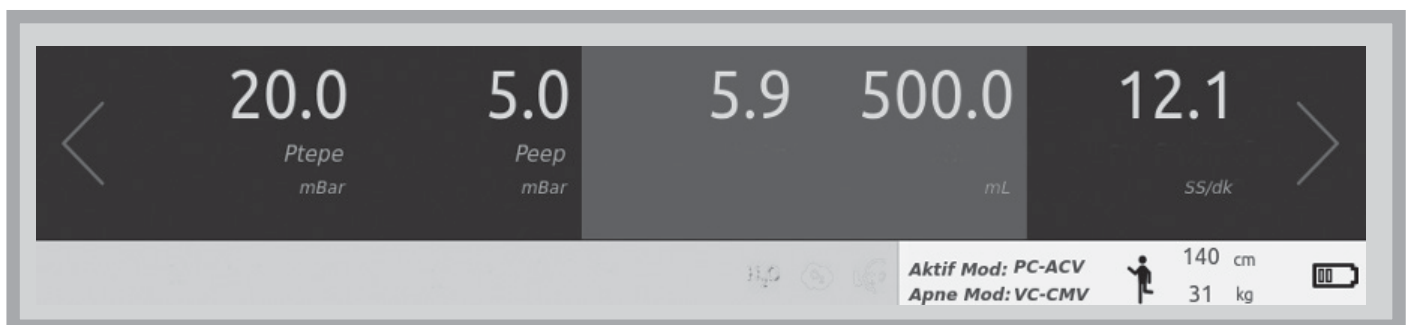 20.0 5.0 5.9 500.0 12.1
Ptepe Peep
mBar mBar mL SS/dk
H₂O
Aktif Mod: PC-ACV 140 cm
Apne Mod: VC-CMV 31 kg